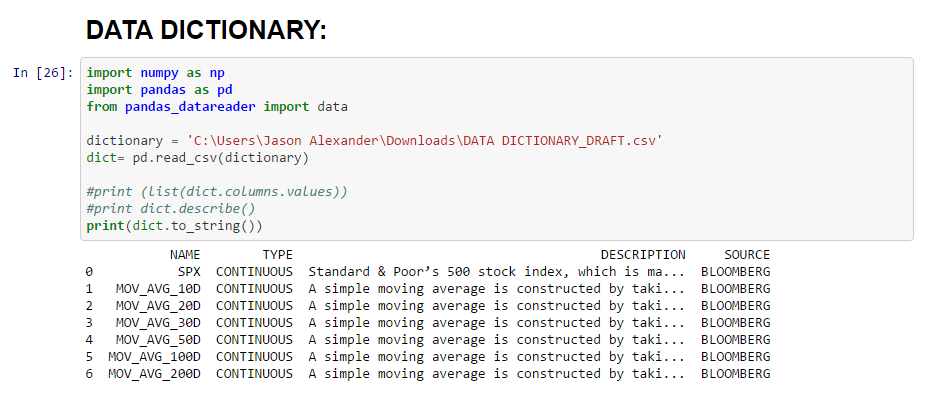 DATA DICTIONARY:
In [26]:
import numpy as np
import pandas as pd
from pandas_datareader import data
dictionary = 'C:\Users\Jason Alexander\Downloads\DATA DICTIONARY_DRAFT.csv'
dict= pd.read_csv(dictionary)
#print (list(dict.columns.values))
#print dict.describe()
print(dict.to_string())
NAME TYPE DESCRIPTION SOURCE
0 SPX CONTINUOUS Standard & Poor’s 500 stock index, which is ma... BLOOMBERG
1 MOV_AVG_10D CONTINUOUS A simple moving average is constructed by taki... BLOOMBERG
2 MOV_AVG_20D CONTINUOUS A simple moving average is constructed by taki... BLOOMBERG
3 MOV_AVG_30D CONTINUOUS A simple moving average is constructed by taki... BLOOMBERG
4 MOV_AVG_50D CONTINUOUS A simple moving average is constructed by taki... BLOOMBERG
5 MOV_AVG_100D CONTINUOUS A simple moving average is constructed by taki... BLOOMBERG
6 MOV_AVG_200D CONTINUOUS A simple moving average is constructed by taki... BLOOMBERG